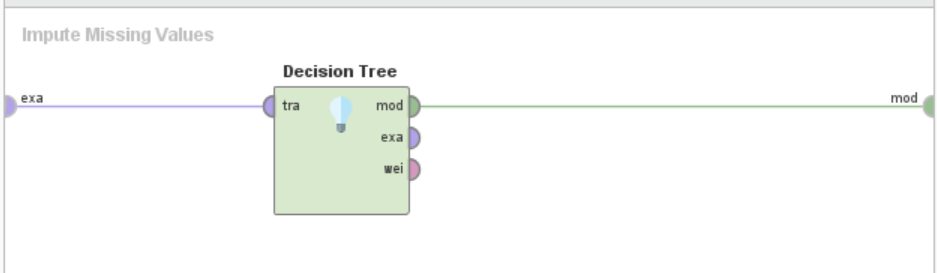 Impute Missing Values
Decision Tree
exa
tra
mod
mod
exa
wei